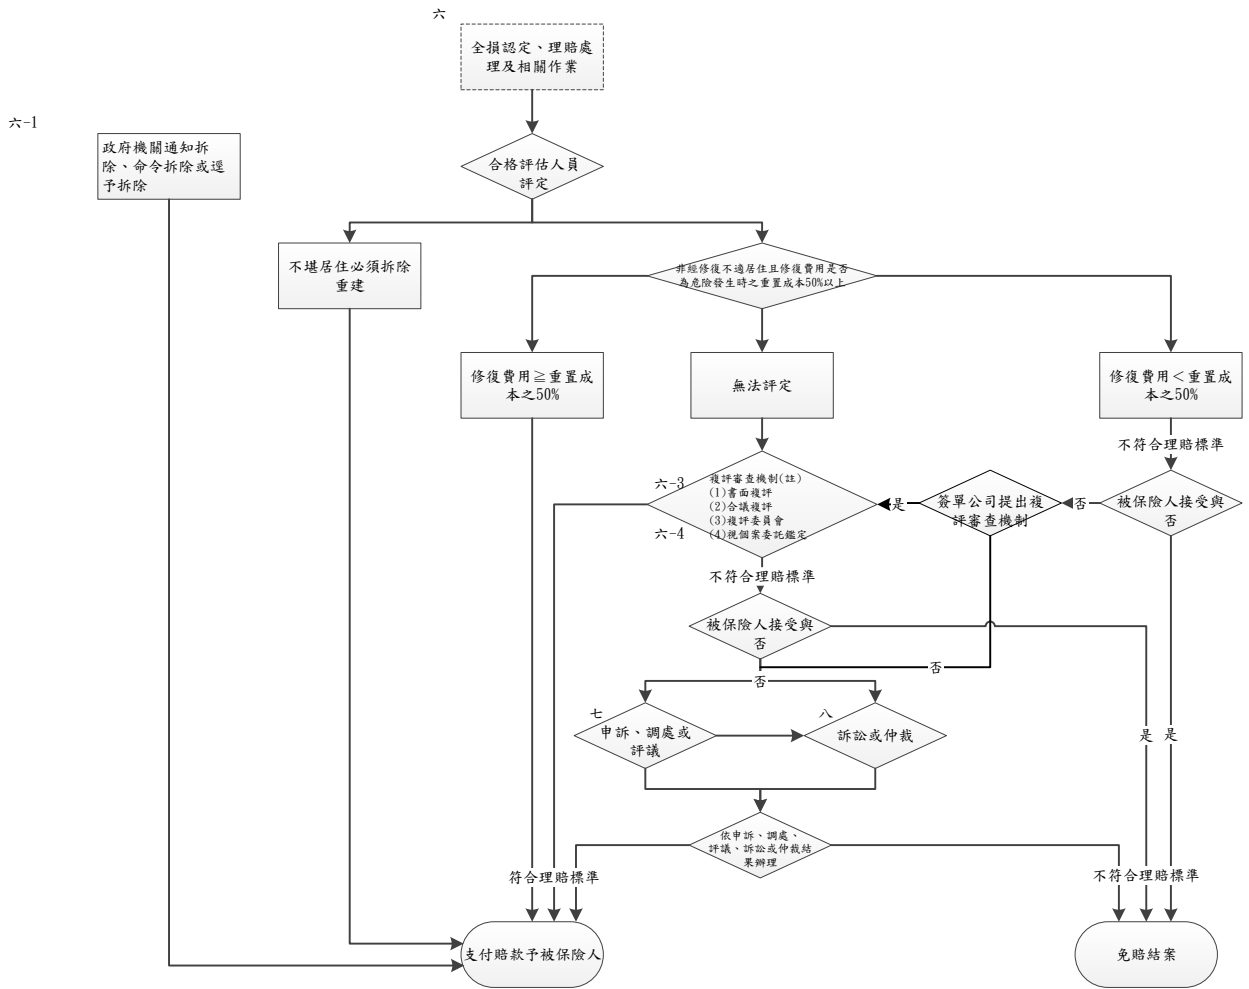 六
全損認定、理賠處
理及相關作業
六-1
政府機關通知拆
除、命令拆除或逕
予拆除
合格評估人員
評定
不堪居住必須拆除
重建
非經修復不適居住且修復費用是否
為危險發生時之重置成本50%以上
修復費用≧重置成
本之50%
無法評定
修復費用＜重置成
本之50%
不符合理賠標準
六-3
六-4
複評審查機制(註)
(1)書面複評
(2)合議複評
(3)複評委員會
(4)視個案委託鑑定
是
簽單公司提出複
評審查機制
否
被保險人接受與
否
不符合理賠標準
被保險人接受與
否
否
否
七
申訴、調處或
評議
八
訴訟或仲裁
是
是
依申訴、調處、
評議、訴訟或仲裁結
果辦理
符合理賠標準
不符合理賠標準
支付賠款予被保險人
免賠結案